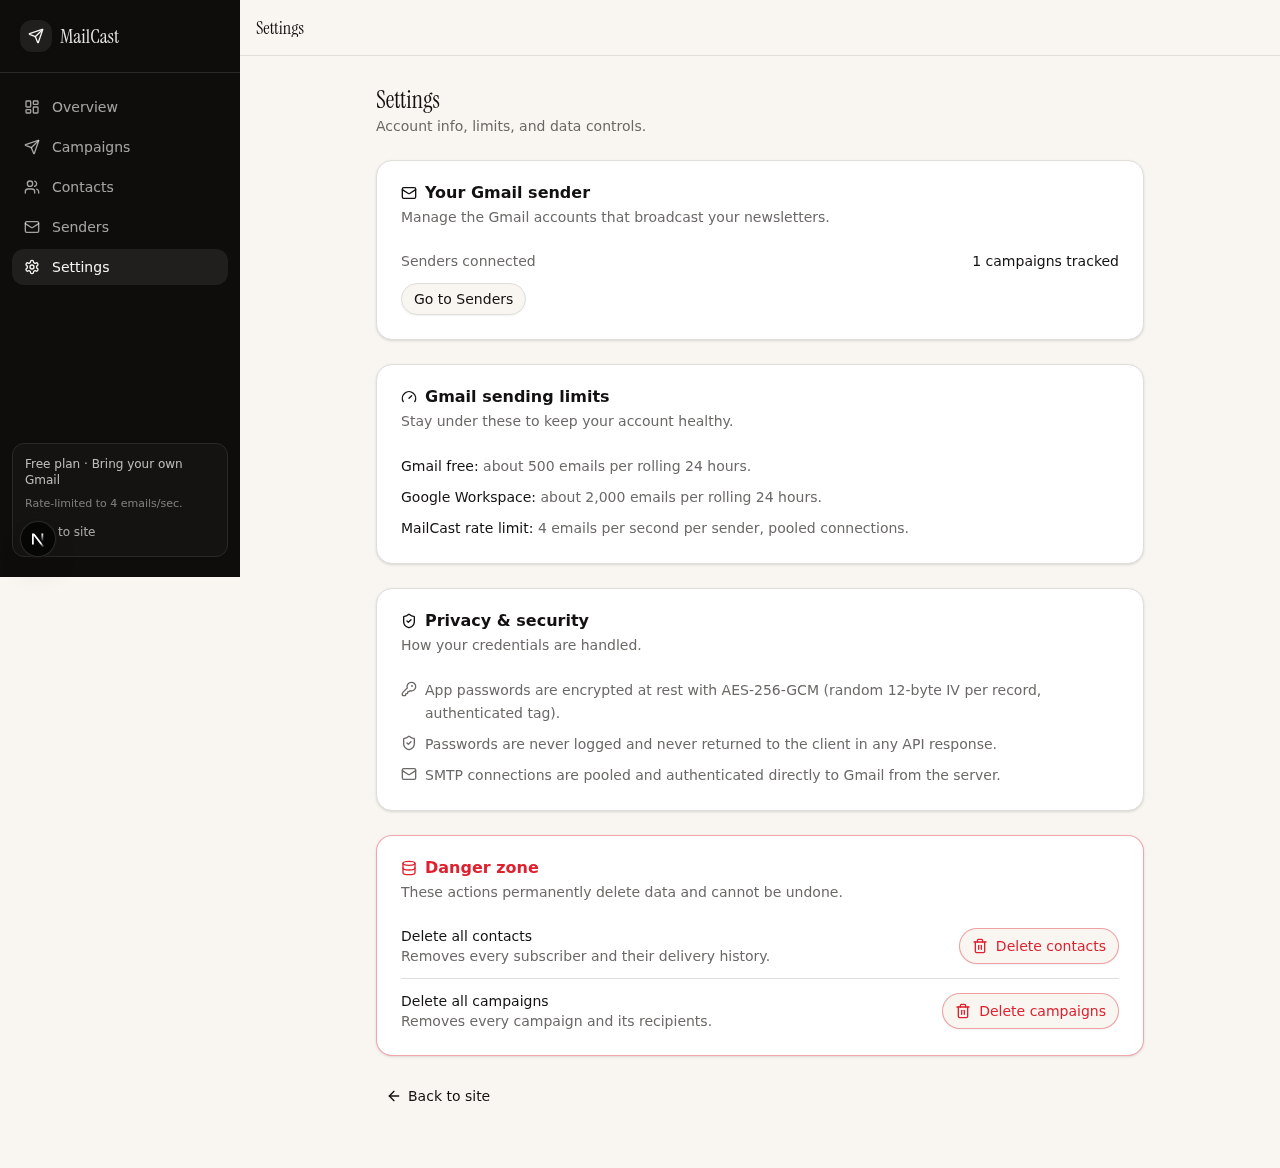 MailCast
Overview
Campaigns
Contacts
Senders
Settings
Free plan · Bring your own
Gmail
Rate-limited to 4 emails/sec.
to site
N
Settings
Settings
Account info, limits, and data controls.
Your Gmail sender
Manage the Gmail accounts that broadcast your newsletters.
Senders connected
1 campaigns tracked
Go to Senders
Gmail sending limits
Stay under these to keep your account healthy.
Gmail free: about 500 emails per rolling 24 hours.
Google Workspace: about 2,000 emails per rolling 24 hours.
MailCast rate limit: 4 emails per second per sender, pooled connections.
Privacy & security
How your credentials are handled.
App passwords are encrypted at rest with AES-256-GCM (random 12-byte IV per record,
authenticated tag).
Passwords are never logged and never returned to the client in any API response.
SMTP connections are pooled and authenticated directly to Gmail from the server.
Danger zone
These actions permanently delete data and cannot be undone.
Delete all contacts
Removes every subscriber and their delivery history.
Delete contacts
Delete all campaigns
Removes every campaign and its recipients.
Delete campaigns
Back to site